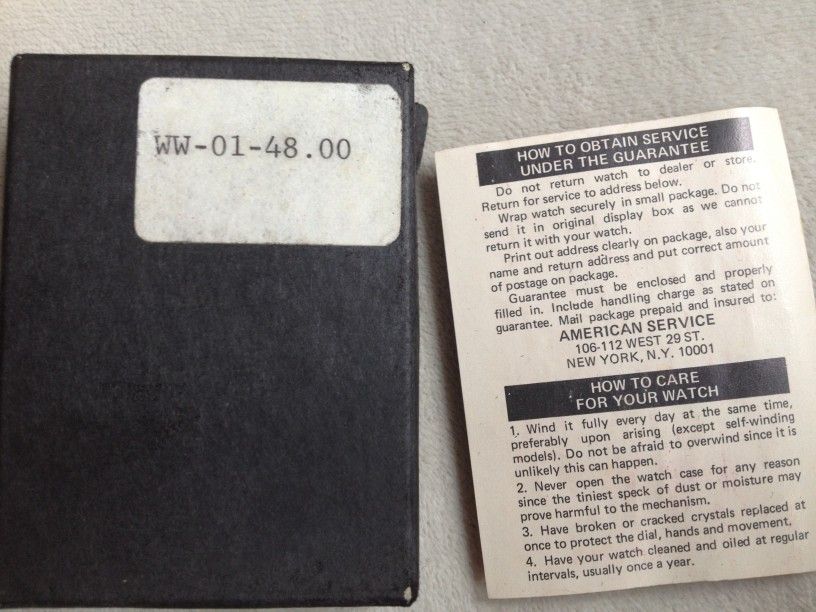 WW-01-48.00
HOW TO OBTAIN SERVICE
UNDER THE GUARANTEE
Do not return watch to dealer or store.
Return for service to address below.
Wrap watch securely in small package. Do not
send it in original display box as we cannot
return it with your watch.
Print out address clearly on package, also your
name and return address and put correct amount
of postage on package.
Guarantee must be enclosed and properly
filled in. Include handling charge as stated on
guarantee. Mail package prepaid and insured to:
AMERICAN SERVICE
106-112 WEST 29 ST.
NEW YORK, N.Y. 10001
HOW TO CARE
FOR YOUR WATCH
1. Wind it fully every day at the same time,
preferably upon arising (except self-winding
models). Do not be afraid to overwind since it is
unlikely this can happen.
2. Never open the watch case for any reason
since the tiniest speck of dust or moisture may
prove harmful to the mechanism.
3. Have broken or cracked crystals replaced at
once to protect the dial, hands and movement.
4. Have your watch cleaned and oiled at regular
intervals, usually once a year.